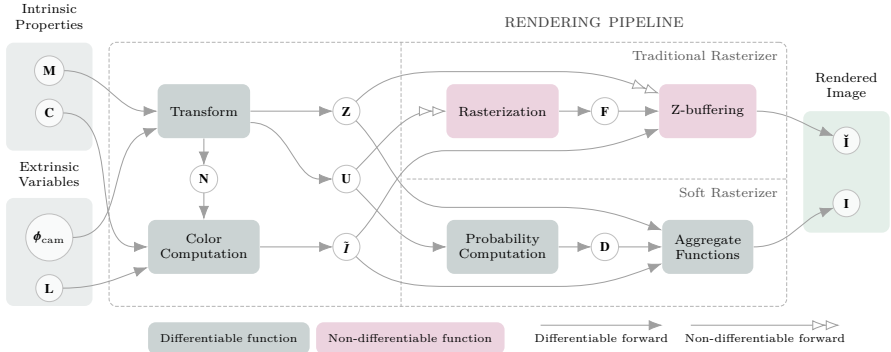 Intrinsic
Properties
RENDERING PIPELINE
Traditional Rasterizer
M
C
Transform
Z
Rasterization
F
Z-buffering
Rendered
Image
Ĭ
Extrinsic
Variables
N
U
Soft Rasterizer
I
ϕcam
L
Color
Computation
Ĩ
Probability
Computation
D
Aggregate
Functions
Differentiable function
Non-differentiable function
Differentiable forward
Non-differentiable forward